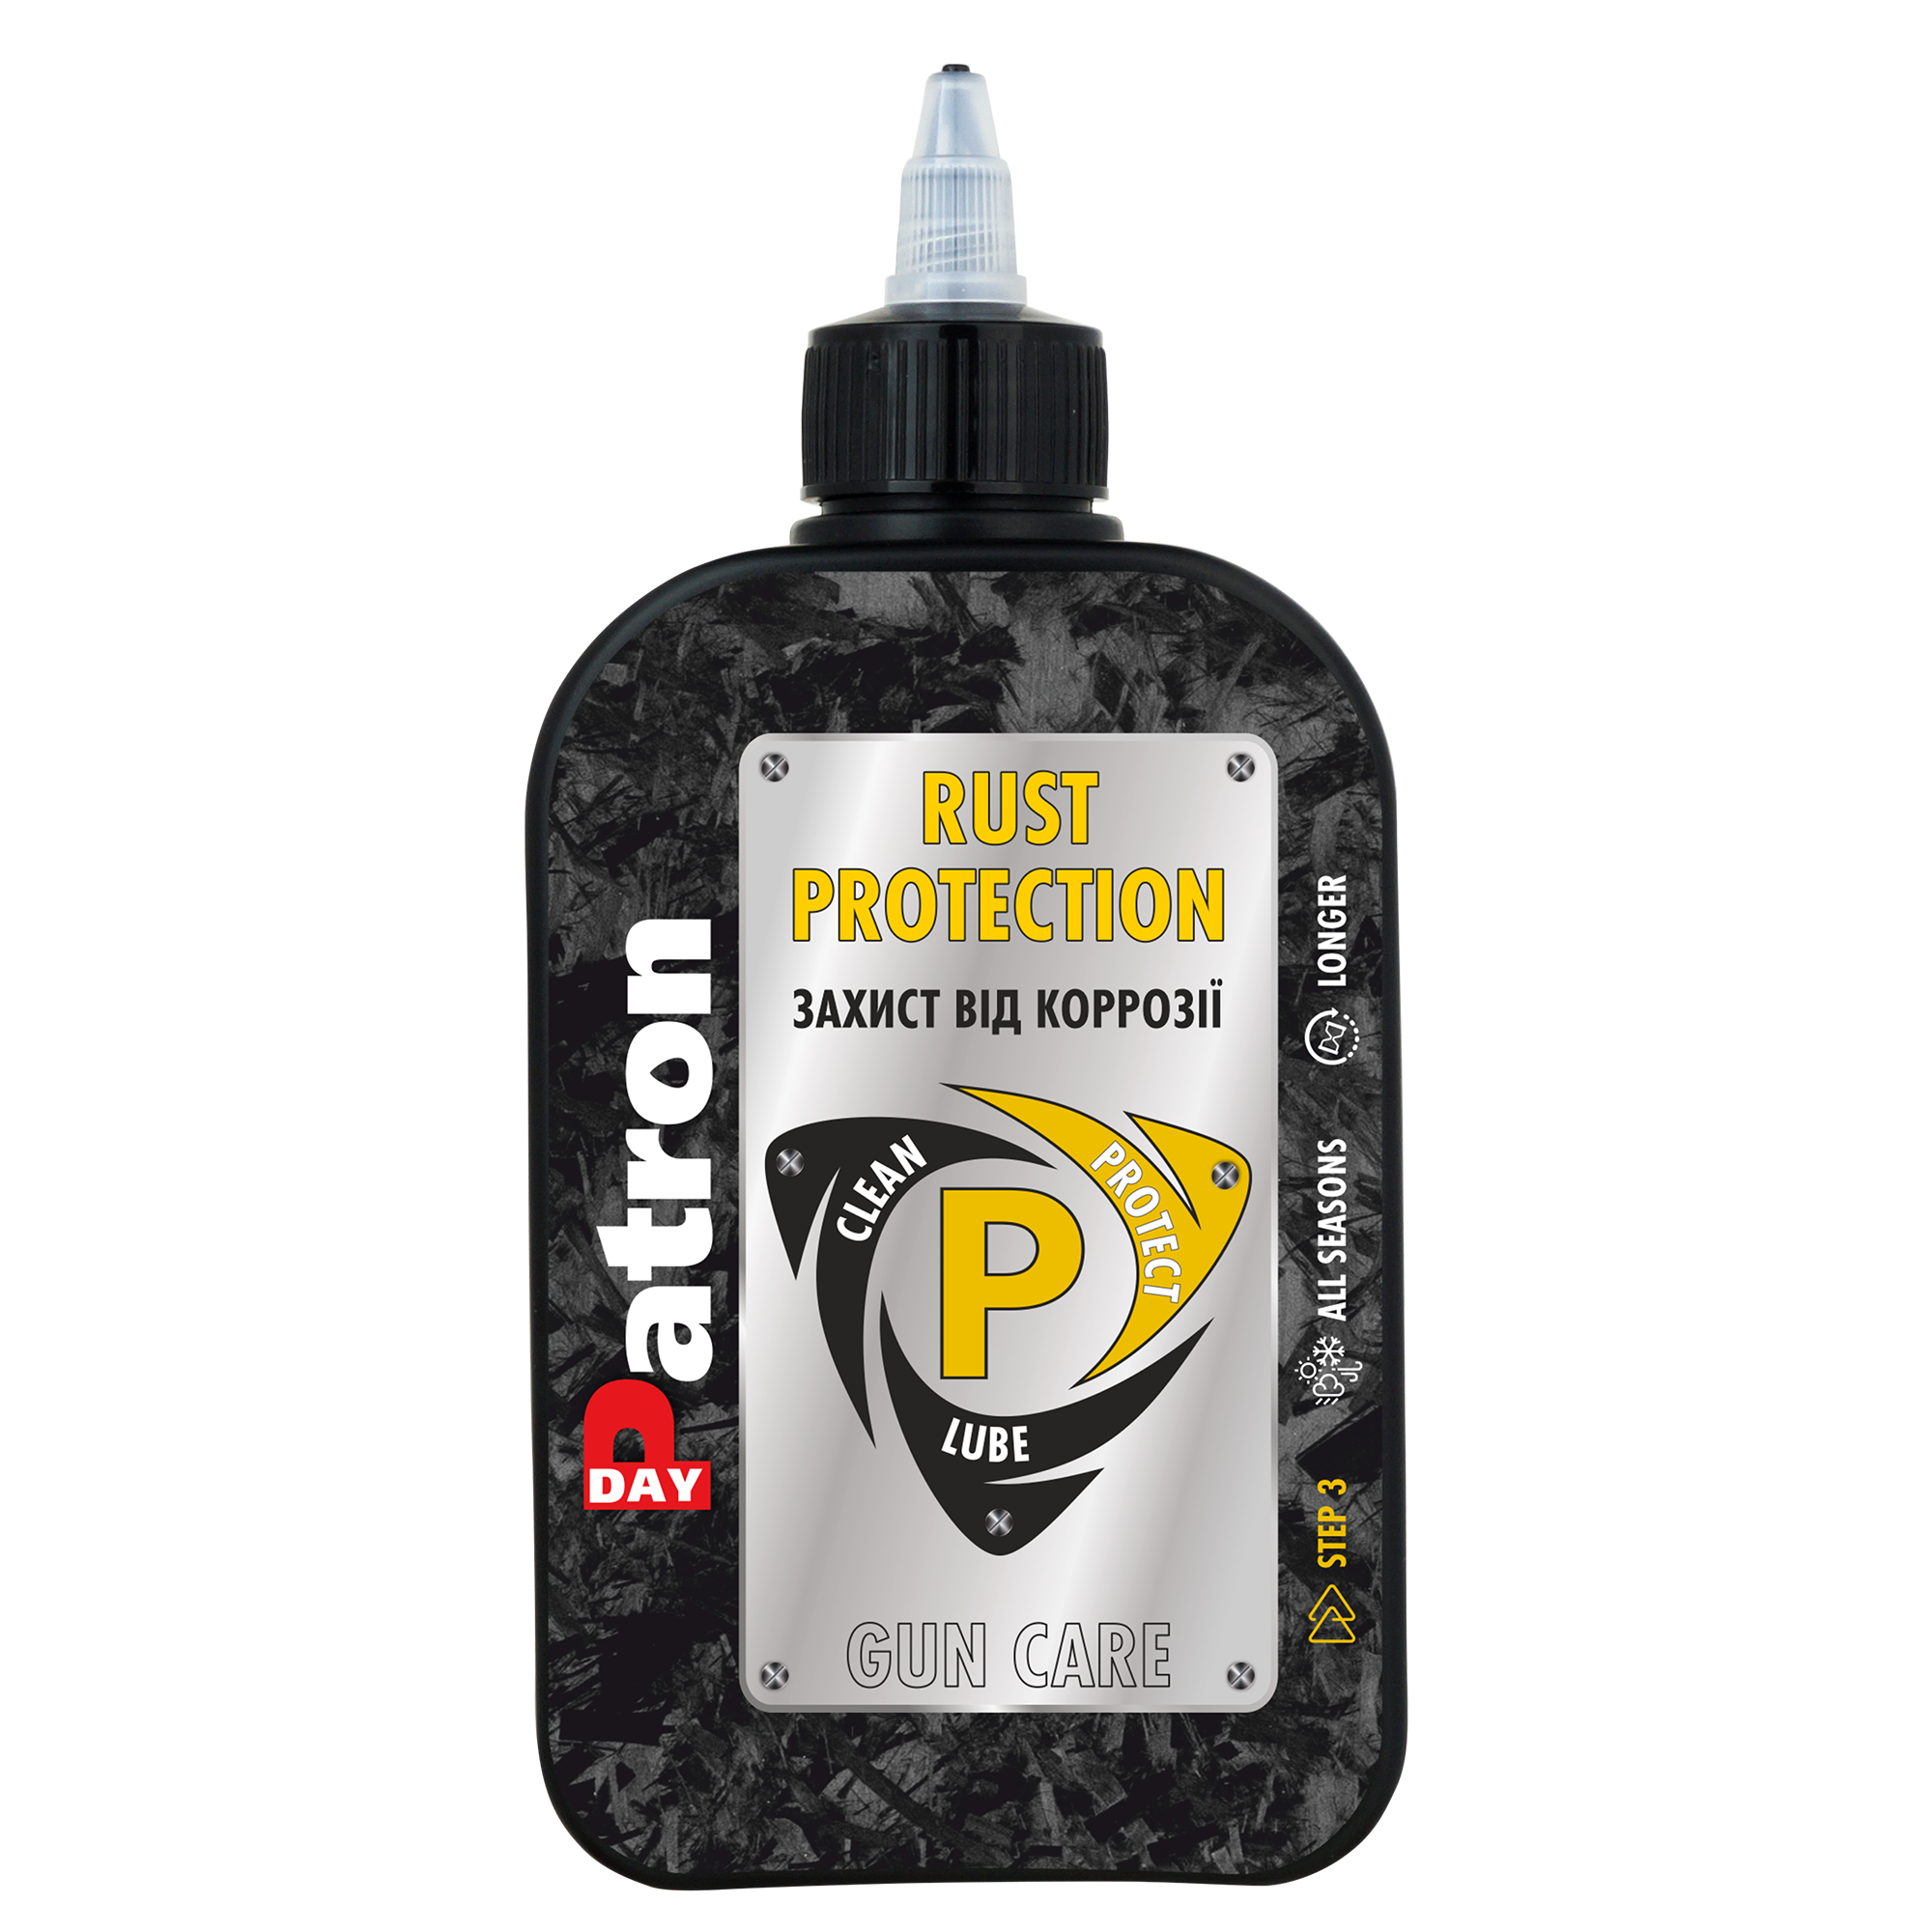 RUST
PROTECTION
ЗАХИСТ ВІД КОРРОЗІЇ
CLEAN
PROTECT
P
LUBE
GUN CARE
Patron
DAY
STEP 3
ALL SEASONS
LONGER